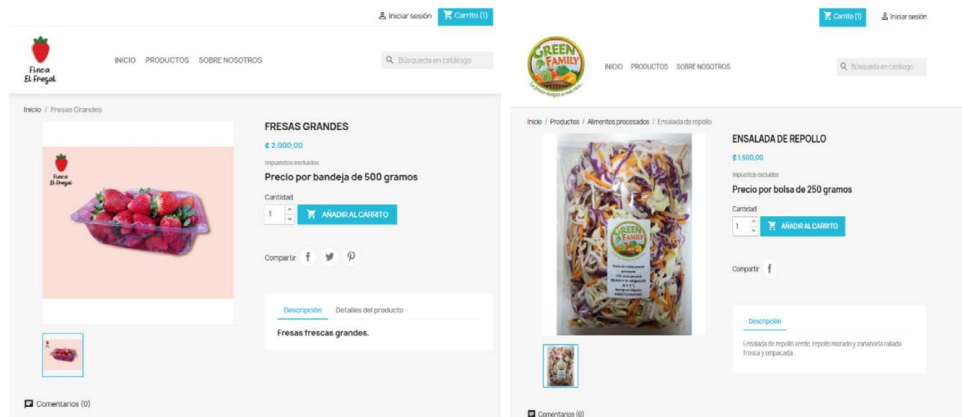 Iniciar sesión Carrito (1)
Finca
El Fresal
INICIO PRODUCTOS SOBRE NOSOTROS
Búsqueda en catálogo
Inicio / Fresas Grandes
Finca
El Fresal
FRESAS GRANDES
₡ 2.000,00
Impuestos excluidos
Precio por bandeja de 500 gramos
Cantidad
1 AÑADIR AL CARRITO
Compartir
Descripción Detalles del producto
Fresas frescas grandes.
Comentarios (0)
Carrito (1) Iniciar sesión
GREEN
FAMILY
INICIO PRODUCTOS SOBRE NOSOTROS
Búsqueda en catálogo
Inicio / Productos / Alimentos procesados / Ensalada de repollo
GREEN
FAMILY
ENSALADA DE REPOLLO
₡ 1.500,00
Impuestos excluidos
Precio por bolsa de 250 gramos
Cantidad
1 AÑADIR AL CARRITO
Compartir
Descripción
Ensalada de repollo verde, repollo morado y zanahoria rallada
fresca y empacada
Comentarios (0)